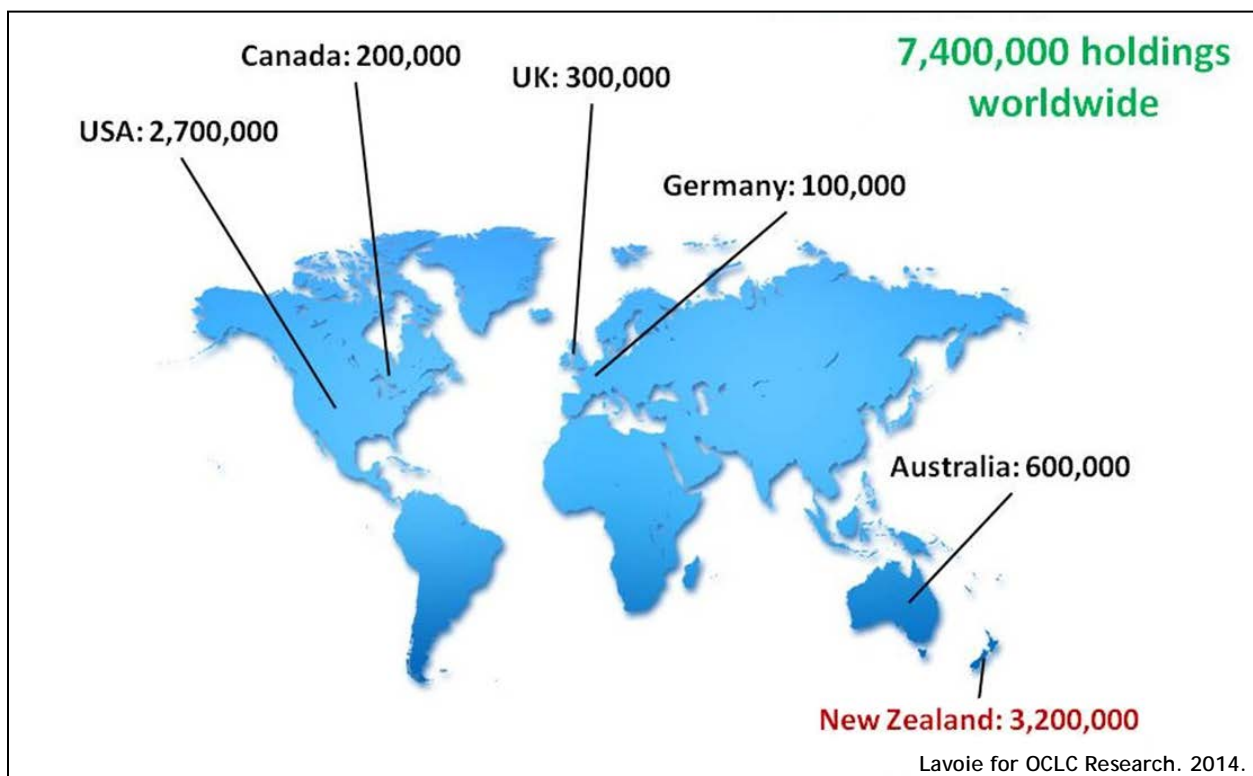 Canada: 200,000
UK: 300,000
7,400,000 holdings
worldwide
USA: 2,700,000
Germany: 100,000
Australia: 600,000
New Zealand: 3,200,000
Lavoie for OCLC Research. 2014.